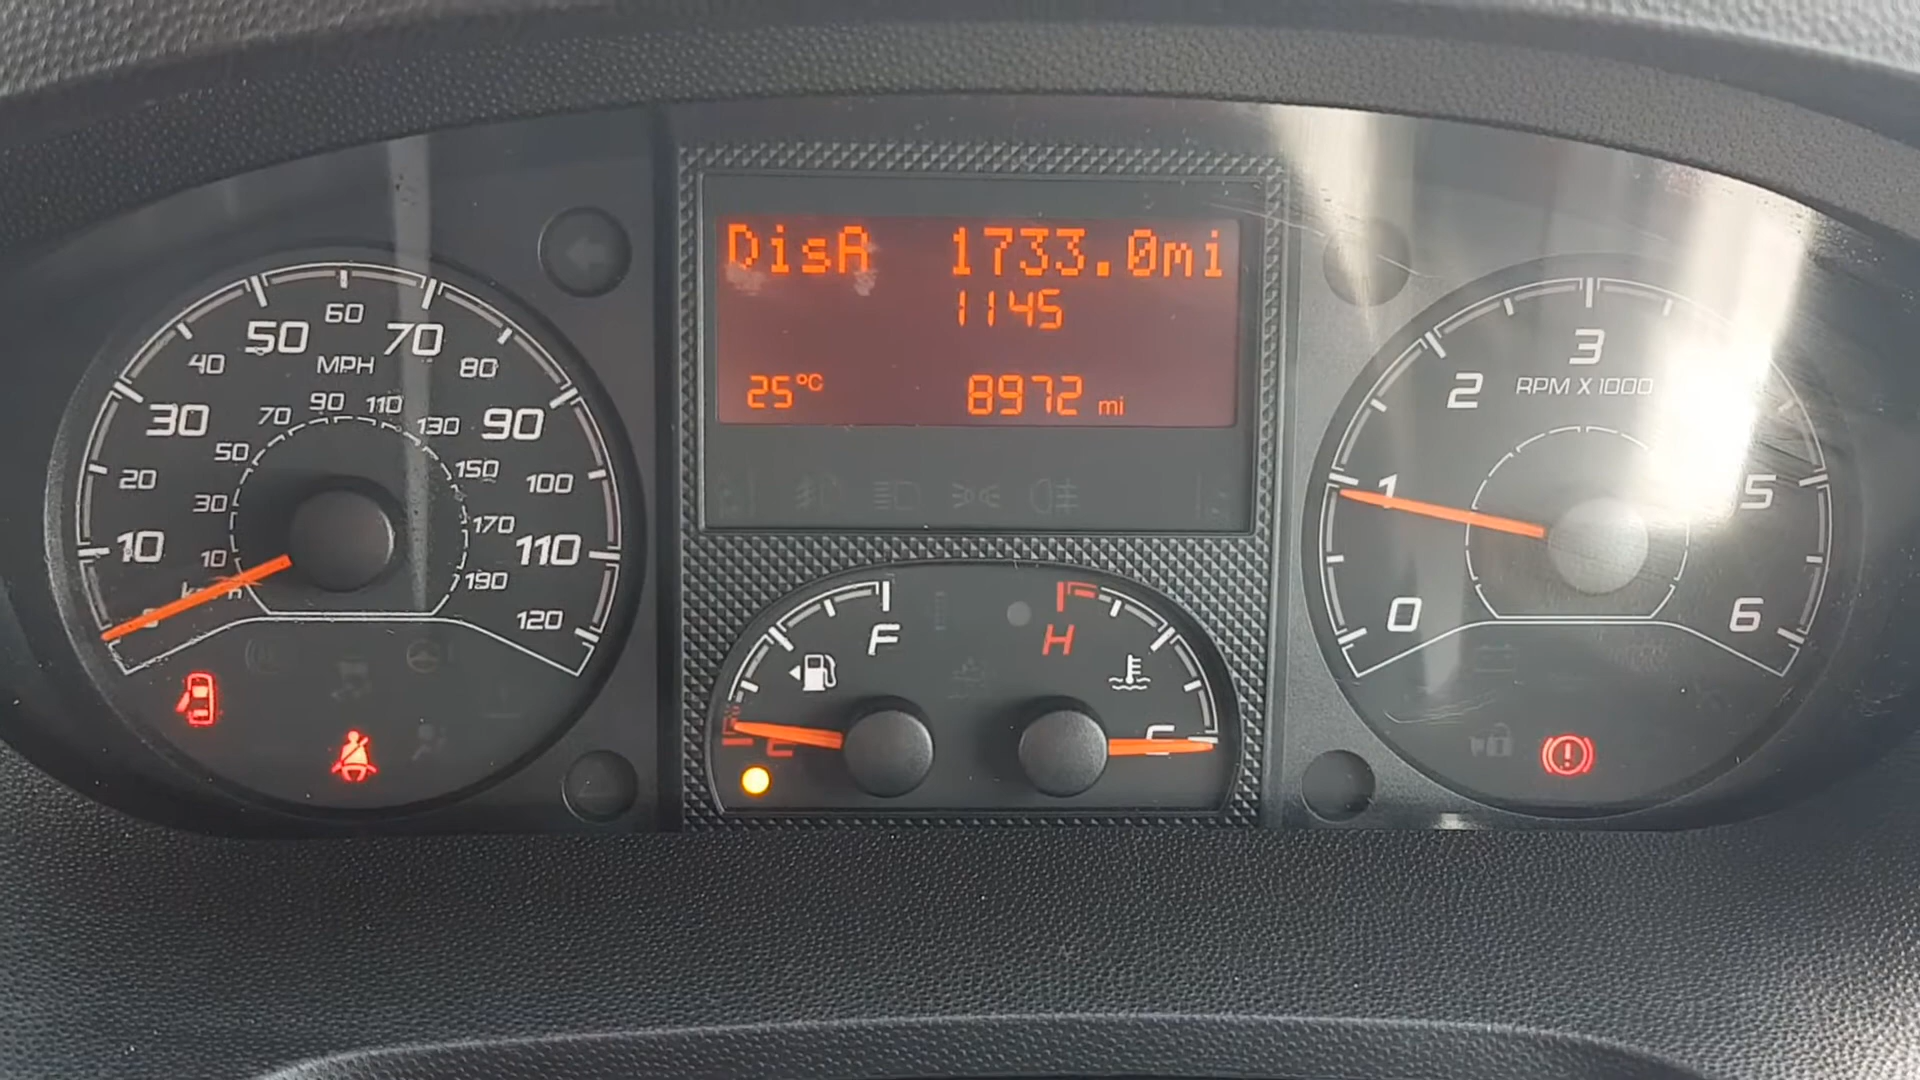 DisA 1733.0mi
1145
25°C 8972 mi
10 20 30 40 50 60 70 80 90 100 110 120
MPH
10 30 50 70 90 110 130 150 170 190
F
E
H
0 1 2 3 5 6
RPM X 1000